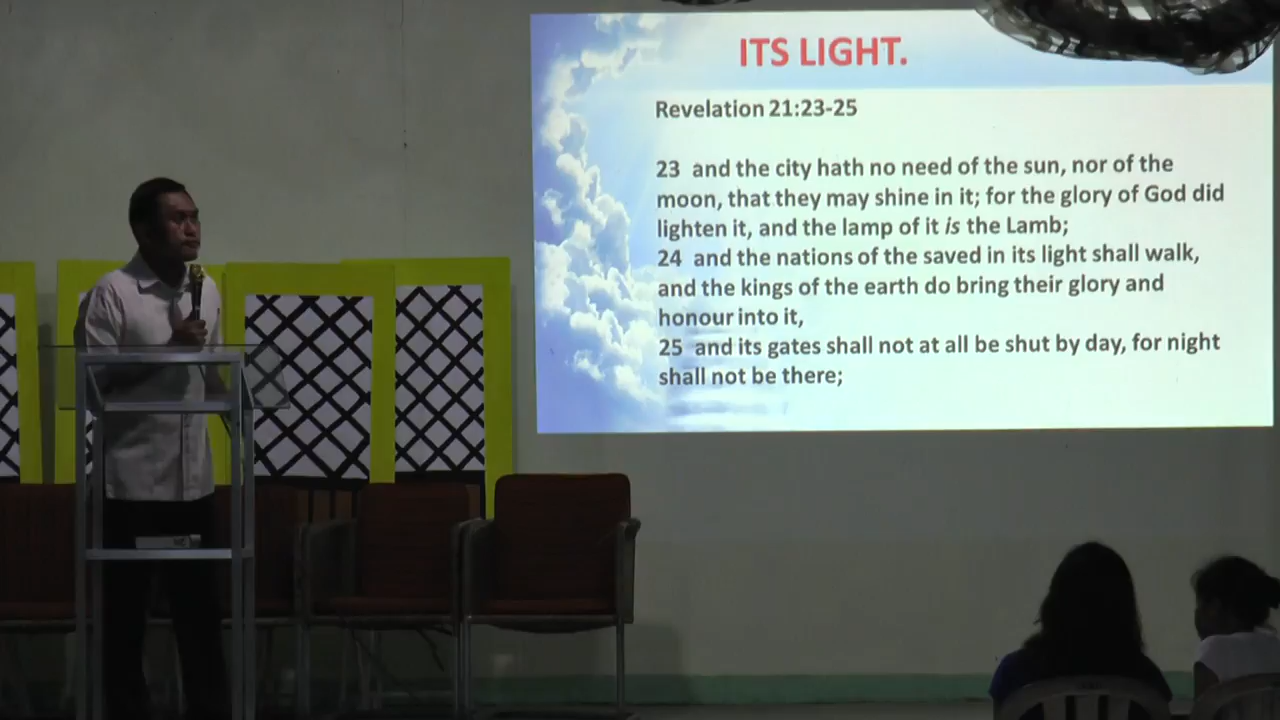 ITS LIGHT.
Revelation 21:23-25
23 and the city hath no need of the sun, nor of the
moon, that they may shine in it; for the glory of God did
lighten it, and the lamp of it is the Lamb;
24 and the nations of the saved in its light shall walk,
and the kings of the earth do bring their glory and
honour into it,
25 and its gates shall not at all be shut by day, for night
shall not be there;